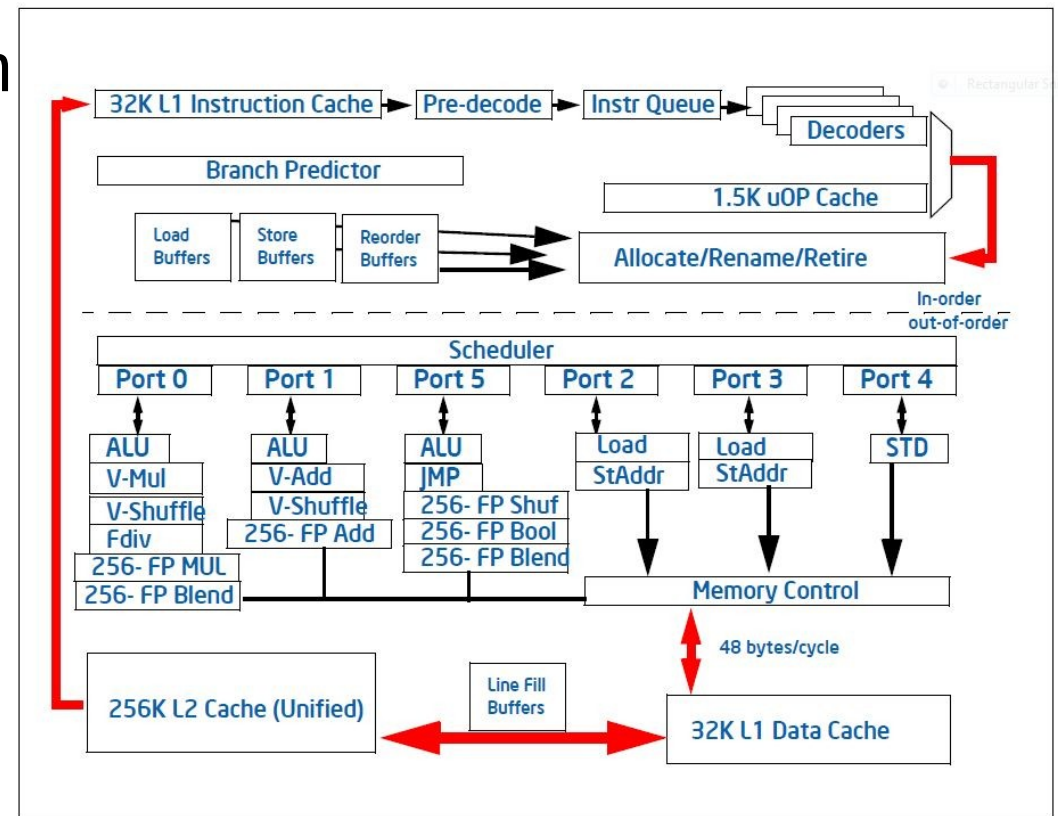 n
Rectangular S
32K L1 Instruction Cache
Pre-decode
Instr Queue
Decoders
Branch Predictor
1.5K uOP Cache
Load
Buffers
Store
Buffers
Reorder
Buffers
Allocate/Rename/Retire
In-order
out-of-order
Scheduler
Port 0
Port 1
Port 5
Port 2
Port 3
Port 4
ALU
V-Mul
V-Shuffle
Fdiv
256- FP MUL
256- FP Blend
ALU
V-Add
V-Shuffle
256- FP Add
ALU
JMP
256- FP Shuf
256- FP Bool
256- FP Blend
Load
StAddr
Load
StAddr
STD
Memory Control
48 bytes/cycle
256K L2 Cache (Unified)
Line Fill
Buffers
32K L1 Data Cache